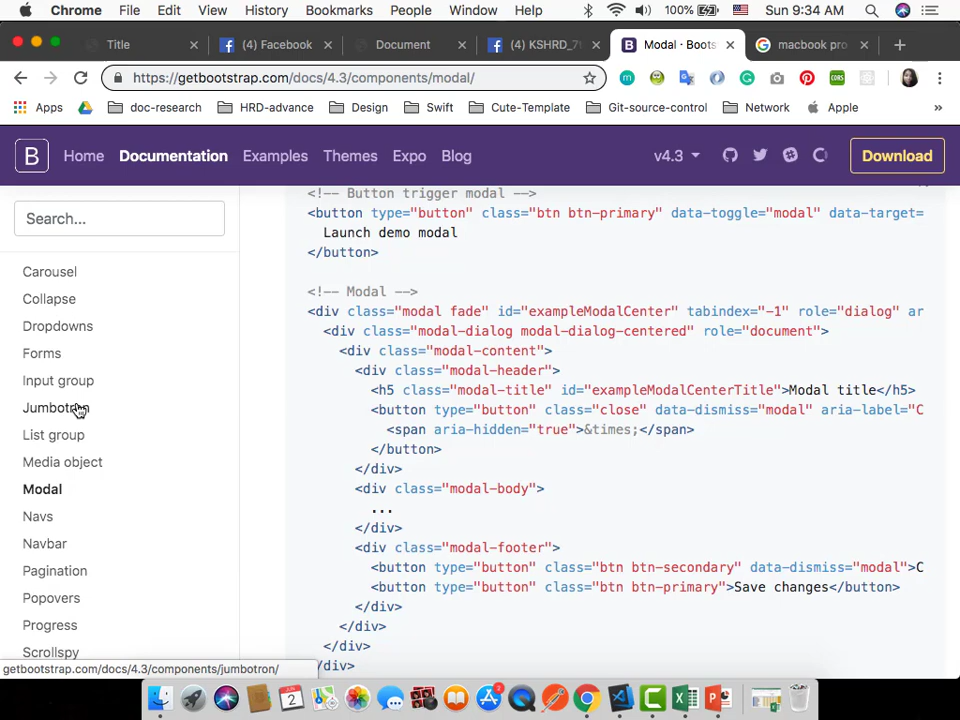 Chrome File Edit View History Bookmarks People Window Help 100% Sun 9:34 AM
Title (4) Facebook Document (4) KSHRD_7 Modal · Boots macbook pro
https://getbootstrap.com/docs/4.3/components/modal/
Apps doc-research HRD-advance Design Swift Cute-Template Git-source-control Network Apple »
B Home Documentation Examples Themes Expo Blog v4.3 Download
Search...
Carousel
Collapse
Dropdowns
Forms
Input group
Jumbotron
List group
Media object
Modal
Navs
Navbar
Pagination
Popovers
Progress
Scrollspy
<!-- Button trigger modal -->
<button type="button" class="btn btn-primary" data-toggle="modal" data-target=
Launch demo modal
</button>
<!-- Modal -->
<div class="modal fade" id="exampleModalCenter" tabindex="-1" role="dialog" ar
<div class="modal-dialog modal-dialog-centered" role="document">
<div class="modal-content">
<div class="modal-header">
<h5 class="modal-title" id="exampleModalCenterTitle">Modal title</h5>
<button type="button" class="close" data-dismiss="modal" aria-label="C
<span aria-hidden="true">&times;</span>
</button>
</div>
<div class="modal-body">
...
</div>
<div class="modal-footer">
<button type="button" class="btn btn-secondary" data-dismiss="modal">C
<button type="button" class="btn btn-primary">Save changes</button>
</div>
</div>
</div>
/div>
getbootstrap.com/docs/4.3/components/jumbotron/
JUN
2